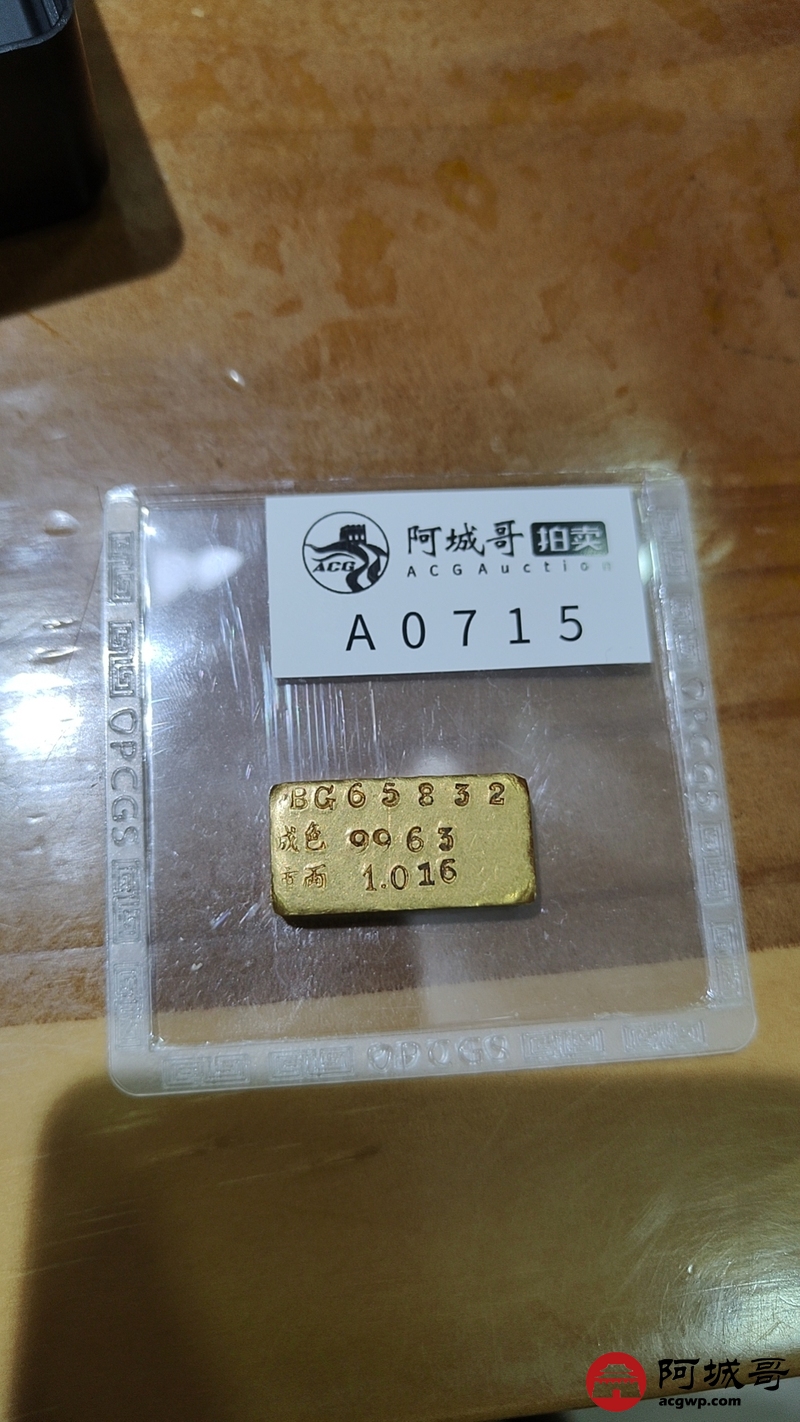 阿城哥 拍卖
ACG
ACGAuction
A0715
BG65832
成色 9963
市两 1.016
OPCGS
OPCGS
OPCGS
阿城哥
acgwp.com